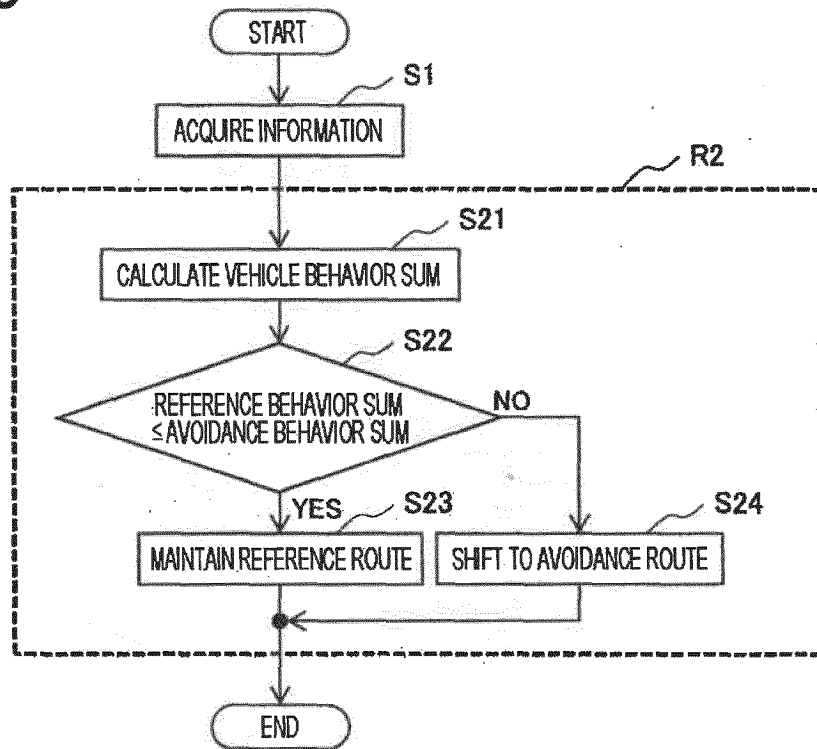 START
S1
ACQUIRE INFORMATION
R2
S21
CALCULATE VEHICLE BEHAVIOR SUM
S22
REFERENCE BEHAVIOR SUM
≤ AVOIDANCE BEHAVIOR SUM
NO
YES
S23
S24
MAINTAIN REFERENCE ROUTE
SHIFT TO AVOIDANCE ROUTE
END